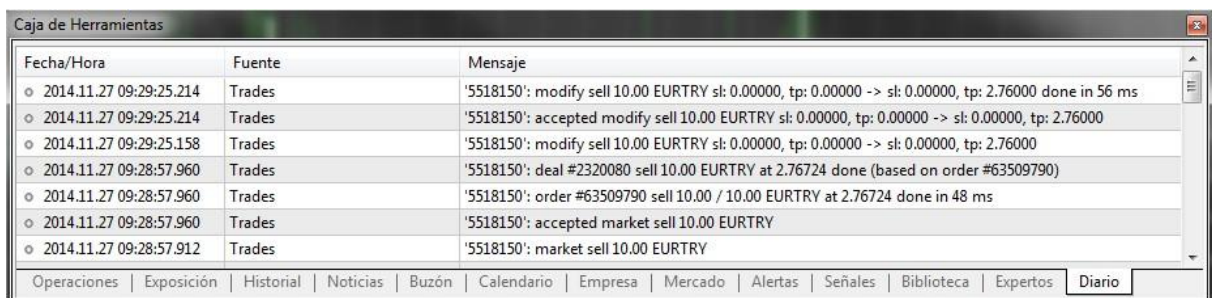 Caja de Herramientas
Fecha/Hora Fuente Mensaje
2014.11.27 09:29:25.214 Trades '5518150': modify sell 10.00 EURTRY sl: 0.00000, tp: 0.00000 -> sl: 0.00000, tp: 2.76000 done in 56 ms
2014.11.27 09:29:25.214 Trades '5518150': accepted modify sell 10.00 EURTRY sl: 0.00000, tp: 0.00000 -> sl: 0.00000, tp: 2.76000
2014.11.27 09:29:25.158 Trades '5518150': modify sell 10.00 EURTRY sl: 0.00000, tp: 0.00000 -> sl: 0.00000, tp: 2.76000
2014.11.27 09:28:57.960 Trades '5518150': deal #2320080 sell 10.00 EURTRY at 2.76724 done (based on order #63509790)
2014.11.27 09:28:57.960 Trades '5518150': order #63509790 sell 10.00 / 10.00 EURTRY at 2.76724 done in 48 ms
2014.11.27 09:28:57.960 Trades '5518150': accepted market sell 10.00 EURTRY
2014.11.27 09:28:57.912 Trades '5518150': market sell 10.00 EURTRY
Operaciones | Exposición | Historial | Noticias | Buzón | Calendario | Empresa | Mercado | Alertas | Señales | Biblioteca | Expertos | Diario